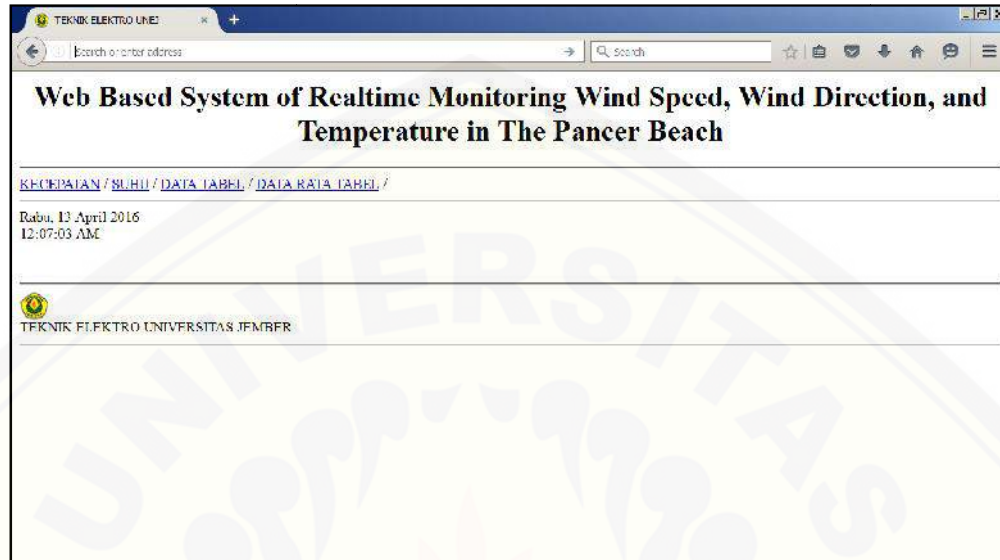 TEKNIK ELEKTRO UNEJ
Search or enter address
Search
Web Based System of Realtime Monitoring Wind Speed, Wind Direction, and
Temperature in The Pancer Beach
KECEPATAN / SUHU / DATA TABEL / DATA RATA TABEL /
Rabu, 13 April 2016
12:07:03 AM
TEKNIK ELEKTRO UNIVERSITAS JEMBER
UNIVERSITAS